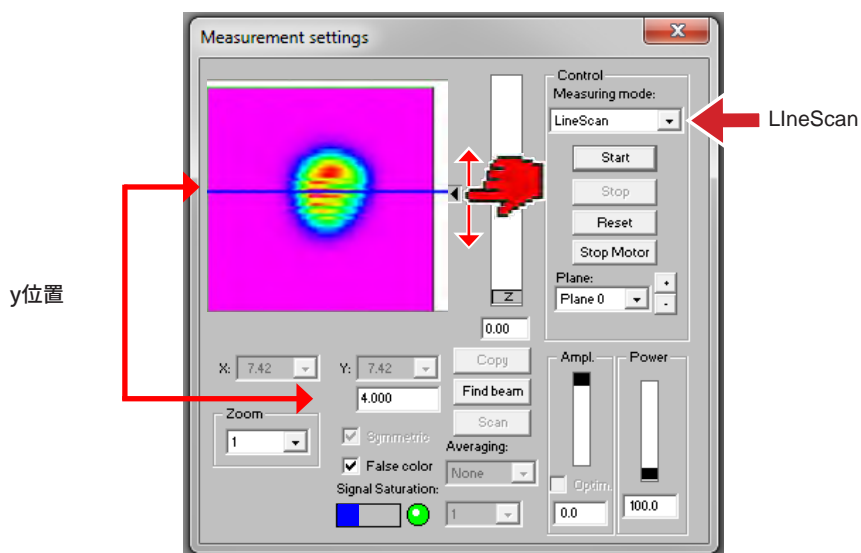 Measurement settings
Control
Measuring mode:
LineScan
LIneScan
Start
Stop
Reset
Stop Motor
Plane:
Plane 0
+
-
y位置
Z
0.00
X: 7.42
Y: 7.42
4.000
Copy
Find beam
Scan
Zoom
1
Symmetric
False color
Signal Saturation:
Averaging:
None
1
Ampl.
Optim.
0.0
Power
100.0